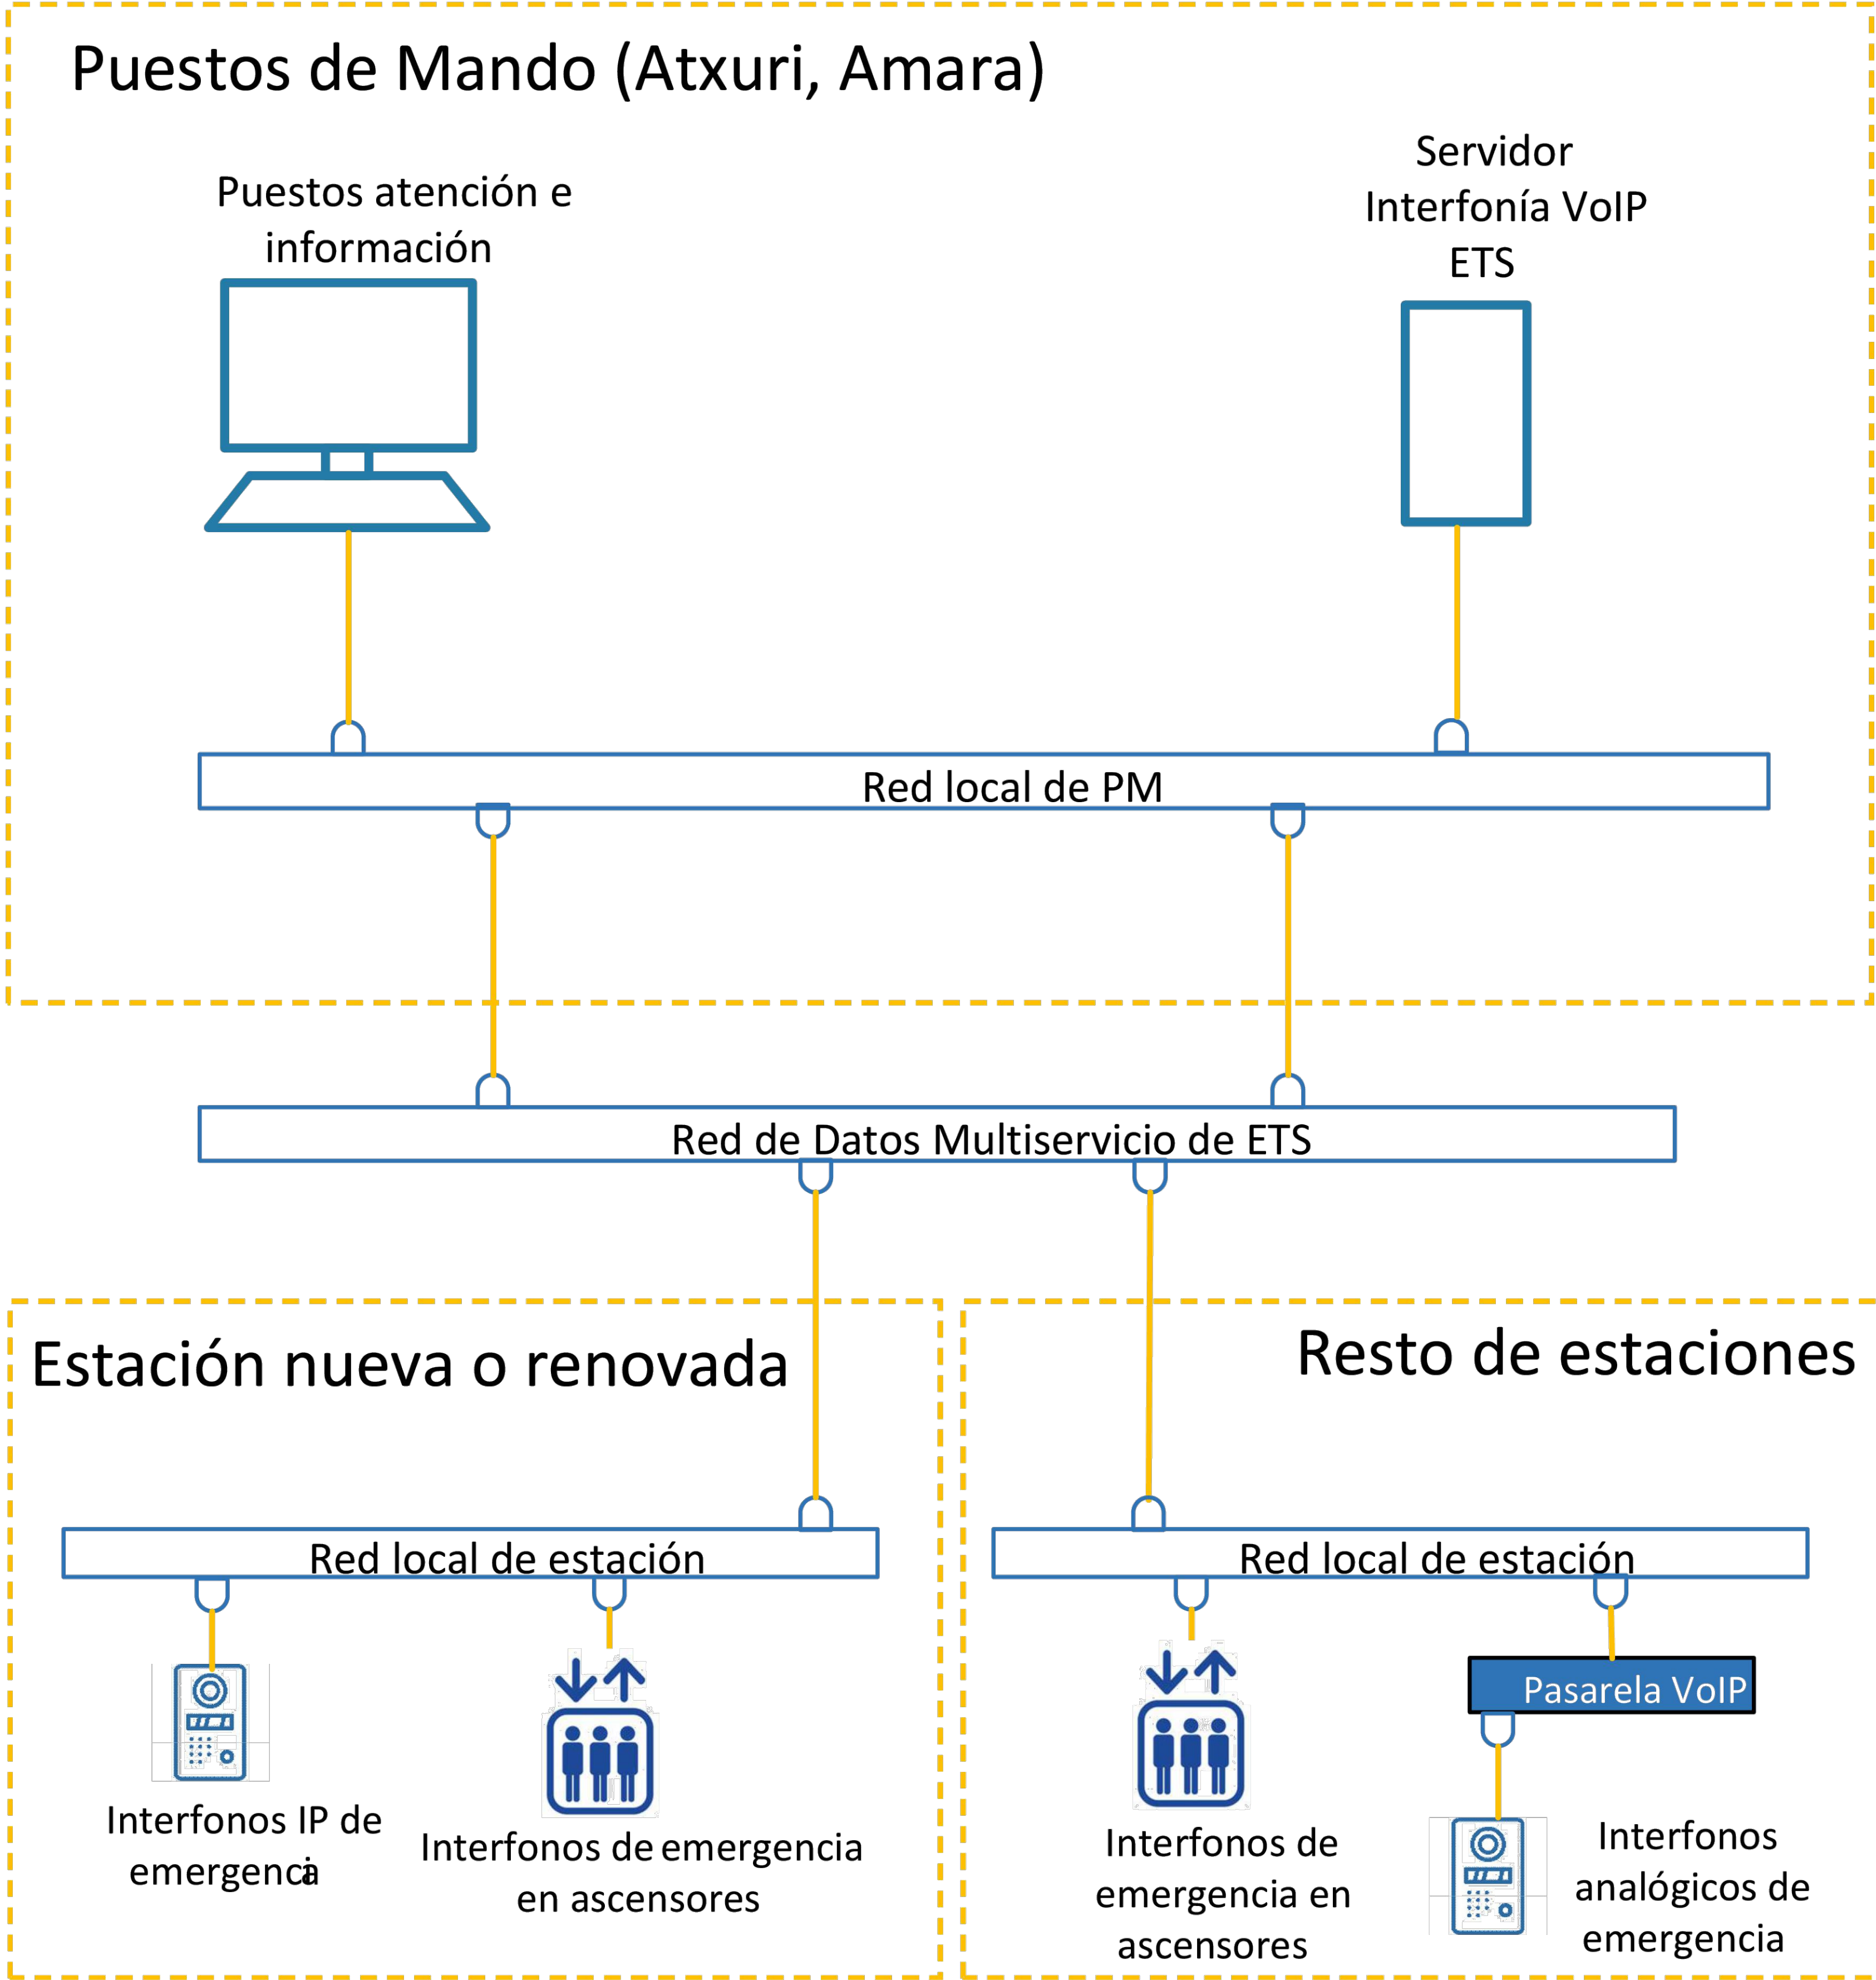 Puestos de Mando (Atxuri, Amara)
Puestos atención e
información
Servidor
Interfonía VoIP
ETS
Red local de PM
Red de Datos Multiservicio de ETS
Estación nueva o renovada
Resto de estaciones
Red local de estación
Red local de estación
Interfonos IP de
emergencia
Interfonos de emergencia
en ascensores
Interfonos de
emergencia en
ascensores
Pasarela VoIP
Interfonos
analógicos de
emergencia